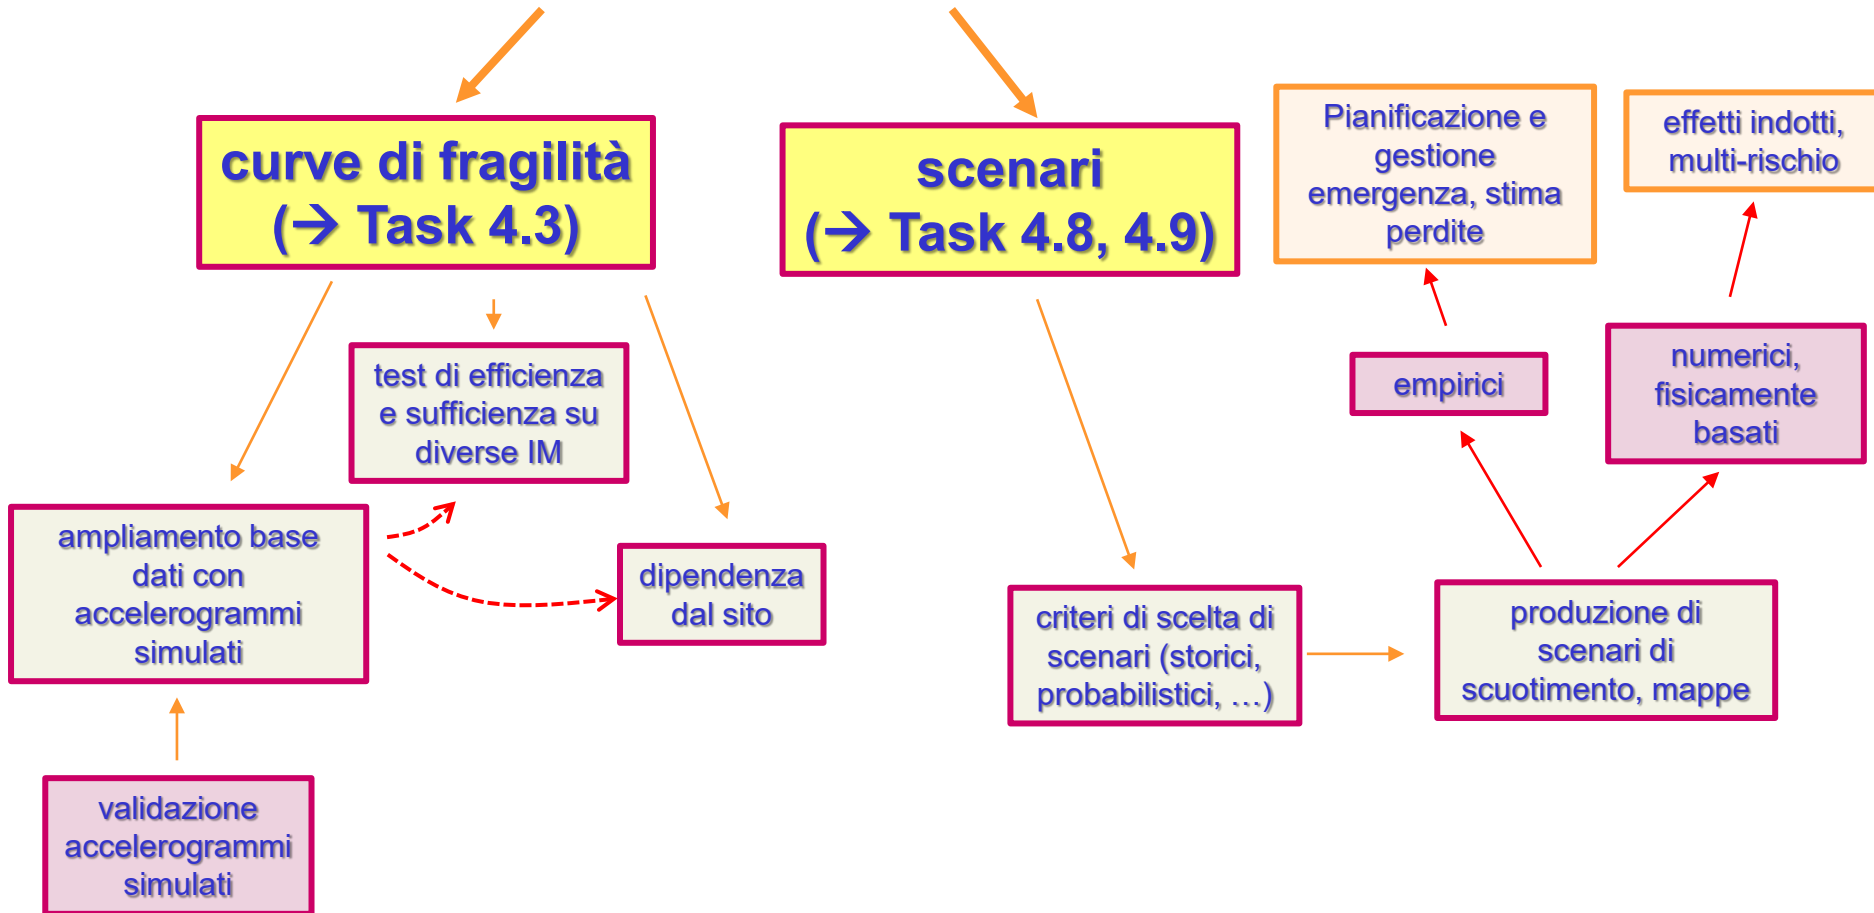 curve di fragilità
(→ Task 4.3)
scenari
(→ Task 4.8, 4.9)
Pianificazione e
gestione
emergenza, stima
perdite
effetti indotti,
multi-rischio
test di efficienza
e sufficienza su
diverse IM
empirici
numerici,
fisicamente
basati
ampliamento base
dati con
accelerogrammi
simulati
dipendenza
dal sito
criteri di scelta di
scenari (storici,
probabilistici, …)
produzione di
scenari di
scuotimento, mappe
validazione
accelerogrammi
simulati